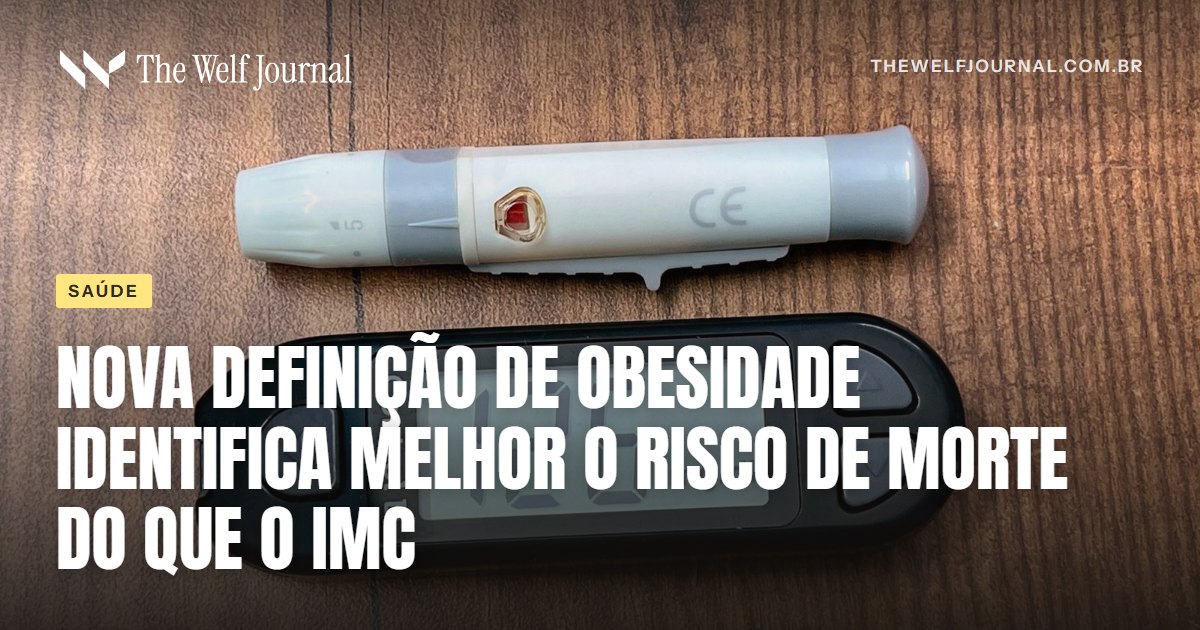 The Welf Journal
THEWELFJOURNAL.COM.BR
5
CE
SAÚDE
NOVA DEFINIÇÃO DE OBESIDADE
IDENTIFICA MELHOR O RISCO DE MORTE
DO QUE O IMC